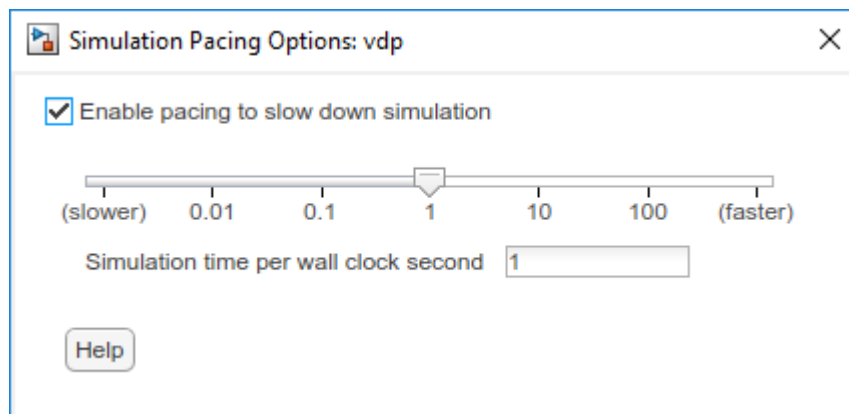 Simulation Pacing Options: vdp
Enable pacing to slow down simulation
(slower) 0.01 0.1 1 10 100 (faster)
Simulation time per wall clock second 1
Help